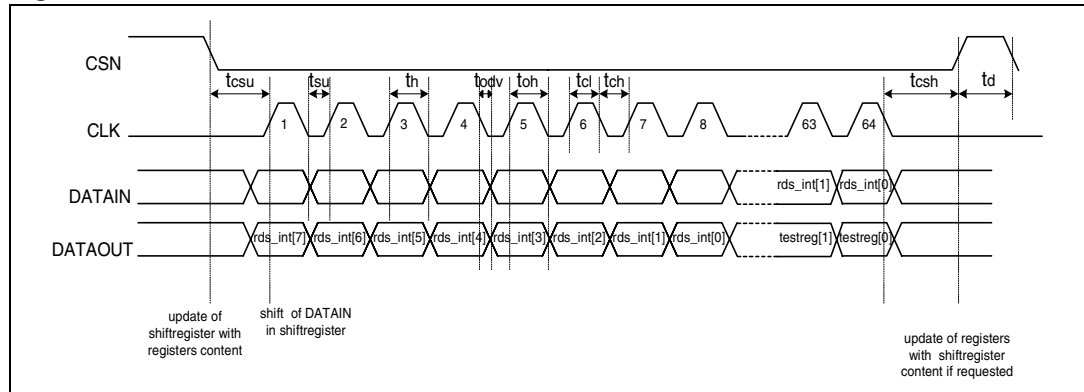 CSN
tcsu
tsu
th
todv
toh
tcl
tch
tcsh
td
CLK
1
2
3
4
5
6
7
8
63
64
DATAIN
rds_int[1]
rds_int[0]
DATAOUT
rds_int[7]
rds_int[6]
rds_int[5]
rds_int[4]
rds_int[3]
rds_int[2]
rds_int[1]
rds_int[0]
testreg[1]
testreg[0]
update of
shiftregister with
registers content
shift of DATAIN
in shiftregister
update of registers
with shiftregister
content if requested